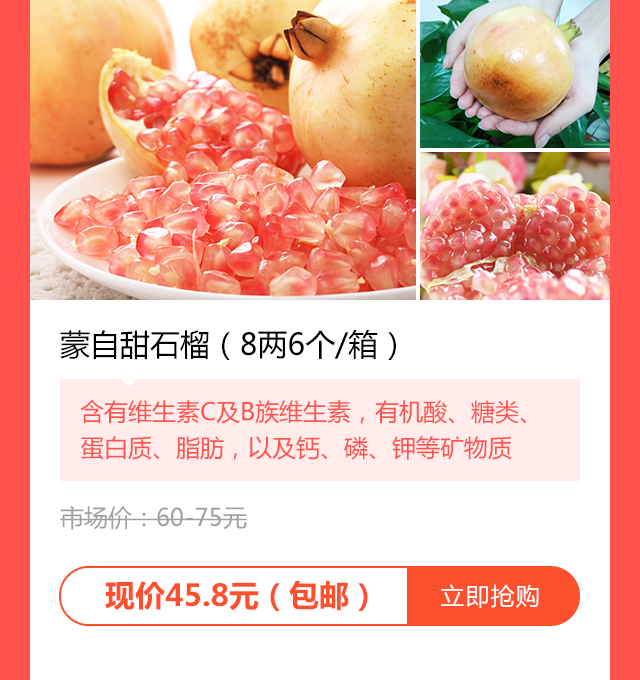 蒙自甜石榴（8两6个/箱）
含有维生素C及B族维生素，有机酸、糖类、
蛋白质、脂肪，以及钙、磷、钾等矿物质
市场价：60-75元
现价45.8元（包邮）
立即抢购